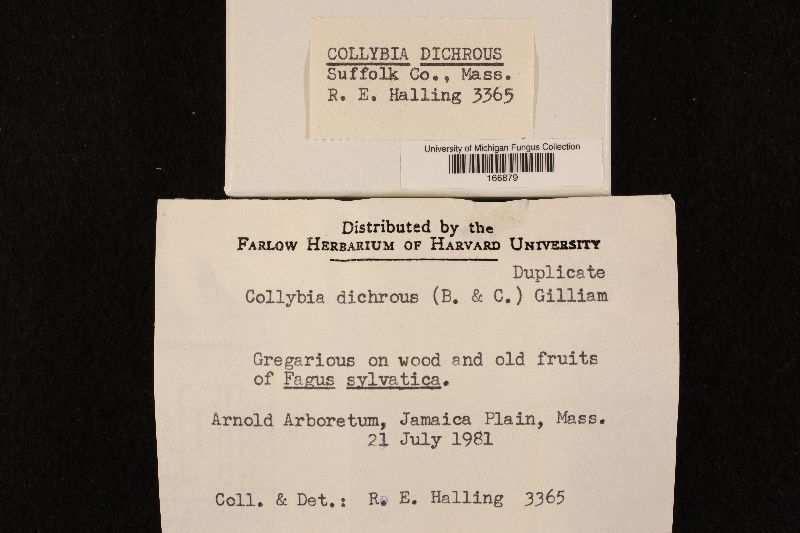 COLLYBIA DICHROUS
Suffolk Co., Mass.
R. E. Halling 3365
University of Michigan Fungus Collection
166879
Distributed by the
FARLOW HERBARIUM OF HARVARD UNIVERSITY
Duplicate
Collybia dichrous (B. & C.) Gilliam
Gregarious on wood and old fruits
of Fagus sylvatica.
Arnold Arboretum, Jamaica Plain, Mass.
21 July 1981
Coll. & Det.: R. E. Halling 3365